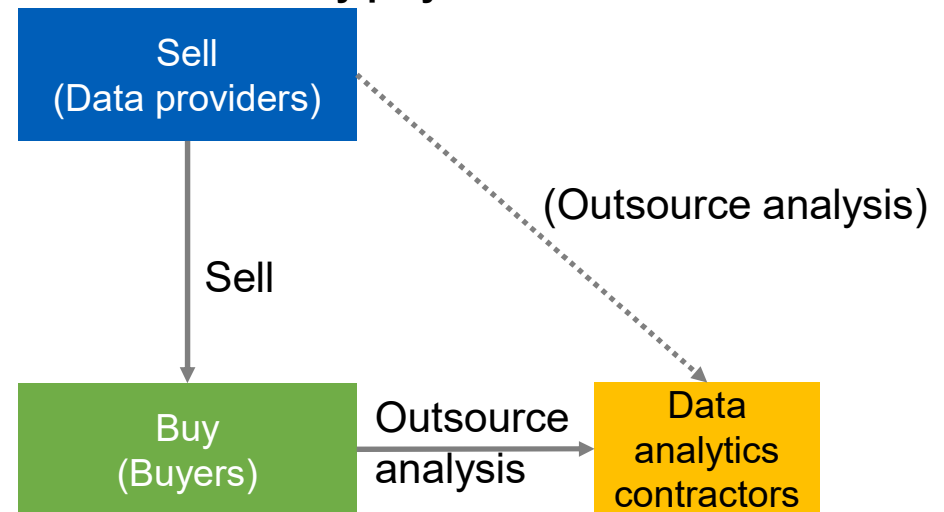 Sell
(Data providers)
(Outsource analysis)
Sell
Buy
(Buyers)
Outsource
analysis
Data
analytics
contractors